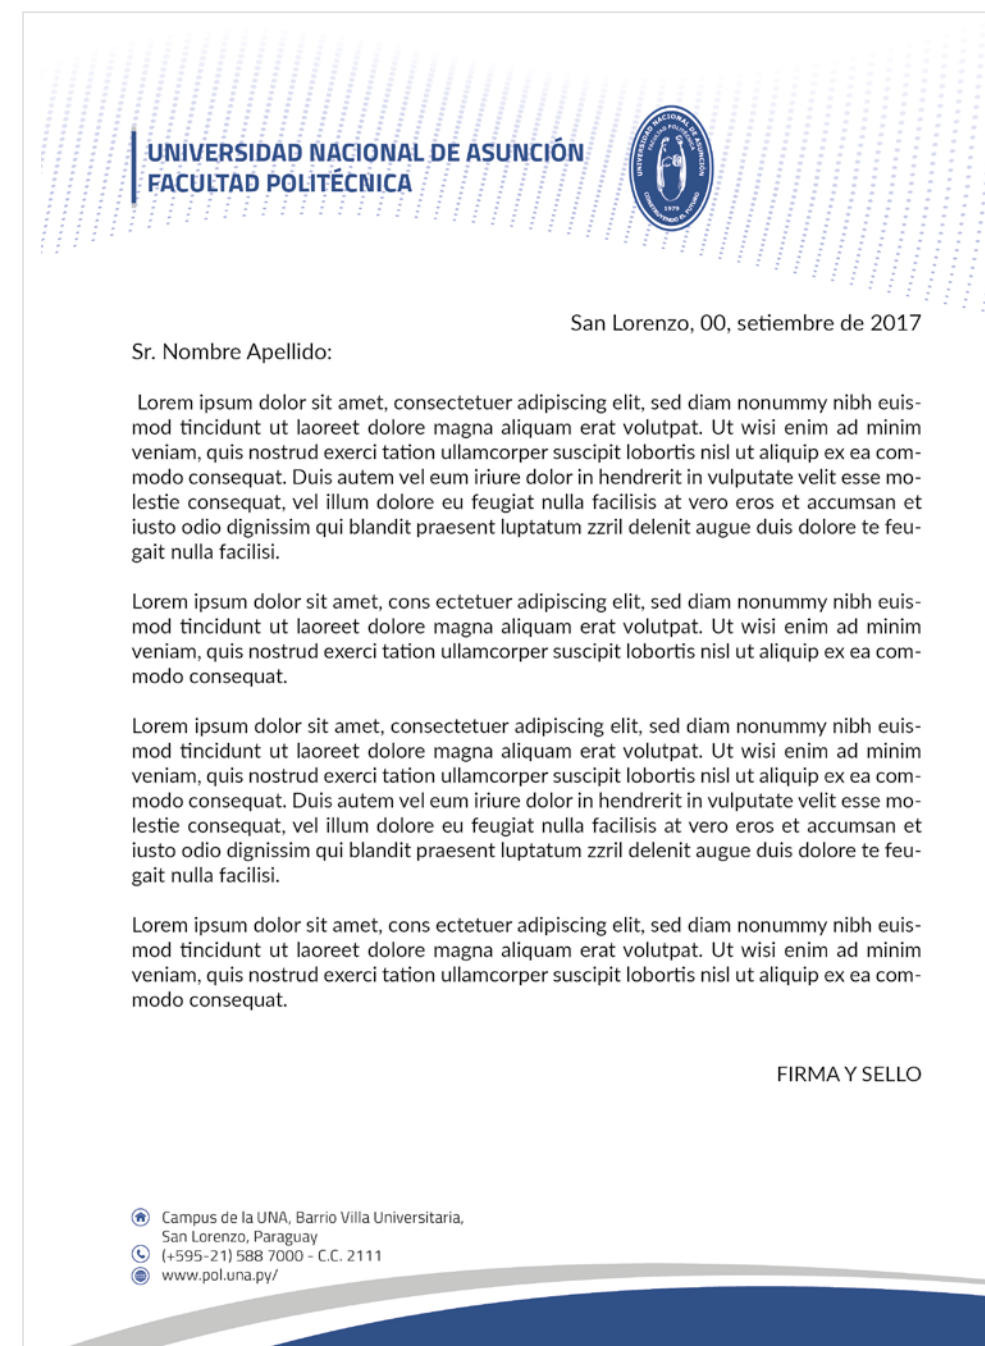 UNIVERSIDAD NACIONAL DE ASUNCIÓN
FACULTAD POLITÉCNICA
UNIVERSIDAD NACIONAL DE ASUNCIÓN
FACULTAD POLITÉCNICA
1979
CONSTRUYENDO EL FUTURO
San Lorenzo, 00, setiembre de 2017
Sr. Nombre Apellido:
Lorem ipsum dolor sit amet, consectetuer adipiscing elit, sed diam nonummy nibh euis-
mod tincidunt ut laoreet dolore magna aliquam erat volutpat. Ut wisi enim ad minim
veniam, quis nostrud exerci tation ullamcorper suscipit lobortis nisl ut aliquip ex ea com-
modo consequat. Duis autem vel eum iriure dolor in hendrerit in vulputate velit esse mo-
lestie consequat, vel illum dolore eu feugiat nulla facilisis at vero eros et accumsan et
iusto odio dignissim qui blandit praesent luptatum zzril delenit augue duis dolore te feu-
gait nulla facilisi.
Lorem ipsum dolor sit amet, cons ectetuer adipiscing elit, sed diam nonummy nibh euis-
mod tincidunt ut laoreet dolore magna aliquam erat volutpat. Ut wisi enim ad minim
veniam, quis nostrud exerci tation ullamcorper suscipit lobortis nisl ut aliquip ex ea com-
modo consequat.
Lorem ipsum dolor sit amet, consectetuer adipiscing elit, sed diam nonummy nibh euis-
mod tincidunt ut laoreet dolore magna aliquam erat volutpat. Ut wisi enim ad minim
veniam, quis nostrud exerci tation ullamcorper suscipit lobortis nisl ut aliquip ex ea com-
modo consequat. Duis autem vel eum iriure dolor in hendrerit in vulputate velit esse mo-
lestie consequat, vel illum dolore eu feugiat nulla facilisis at vero eros et accumsan et
iusto odio dignissim qui blandit praesent luptatum zzril delenit augue duis dolore te feu-
gait nulla facilisi.
Lorem ipsum dolor sit amet, cons ectetuer adipiscing elit, sed diam nonummy nibh euis-
mod tincidunt ut laoreet dolore magna aliquam erat volutpat. Ut wisi enim ad minim
veniam, quis nostrud exerci tation ullamcorper suscipit lobortis nisl ut aliquip ex ea com-
modo consequat.
FIRMA Y SELLO
Campus de la UNA, Barrio Villa Universitaria,
San Lorenzo, Paraguay
(+595-21) 588 7000 - C.C. 2111
www.pol.una.py/